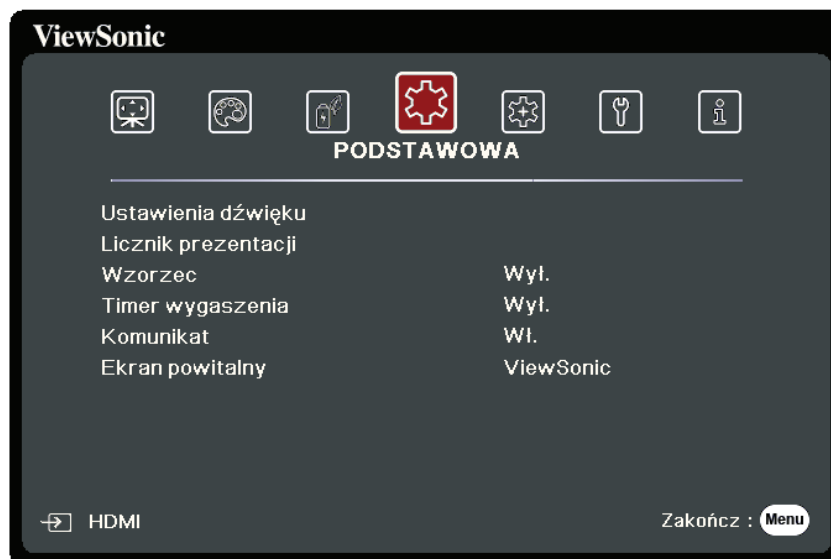 ViewSonic
PODSTAWOWA
Ustawienia dźwięku
Licznik prezentacji
Wzorzec Wył.
Timer wygaszenia Wył.
Komunikat Wł.
Ekran powitalny ViewSonic
HDMI Zakończ : Menu